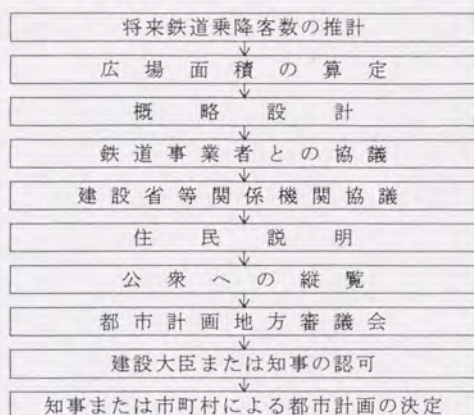 将来鉄道乗降客数の推計
広場面積の算定
概略設計
鉄道事業者との協議
建設省等関係機関協議
住民説明
公衆への縦覧
都市計画地方審議会
建設大臣または知事の認可
知事または市町村による都市計画の決定